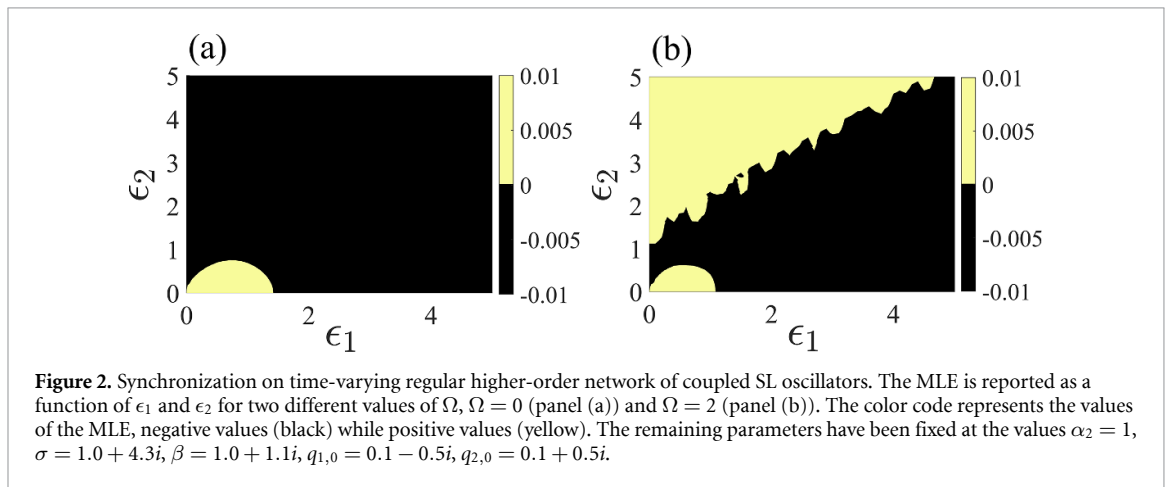 (a)
(b)
5
4
3
2
1
0
0
2
4
ϵ₂
ϵ₁
0.01
0.005
0
-0.005
-0.01
5
4
3
2
1
0
0
2
4
ϵ₂
ϵ₁
0.01
0.005
0
-0.005
-0.01
Figure 2. Synchronization on time-varying regular higher-order network of coupled SL oscillators. The MLE is reported as a
function of ϵ₁ and ϵ₂ for two different values of Ω, Ω = 0 (panel (a)) and Ω = 2 (panel (b)). The color code represents the values
of the MLE, negative values (black) while positive values (yellow). The remaining parameters have been fixed at the values α₂ = 1,
σ = 1.0 + 4.3i, β = 1.0 + 1.1i, q₁,₀ = 0.1 − 0.5i, q₂,₀ = 0.1 + 0.5i.